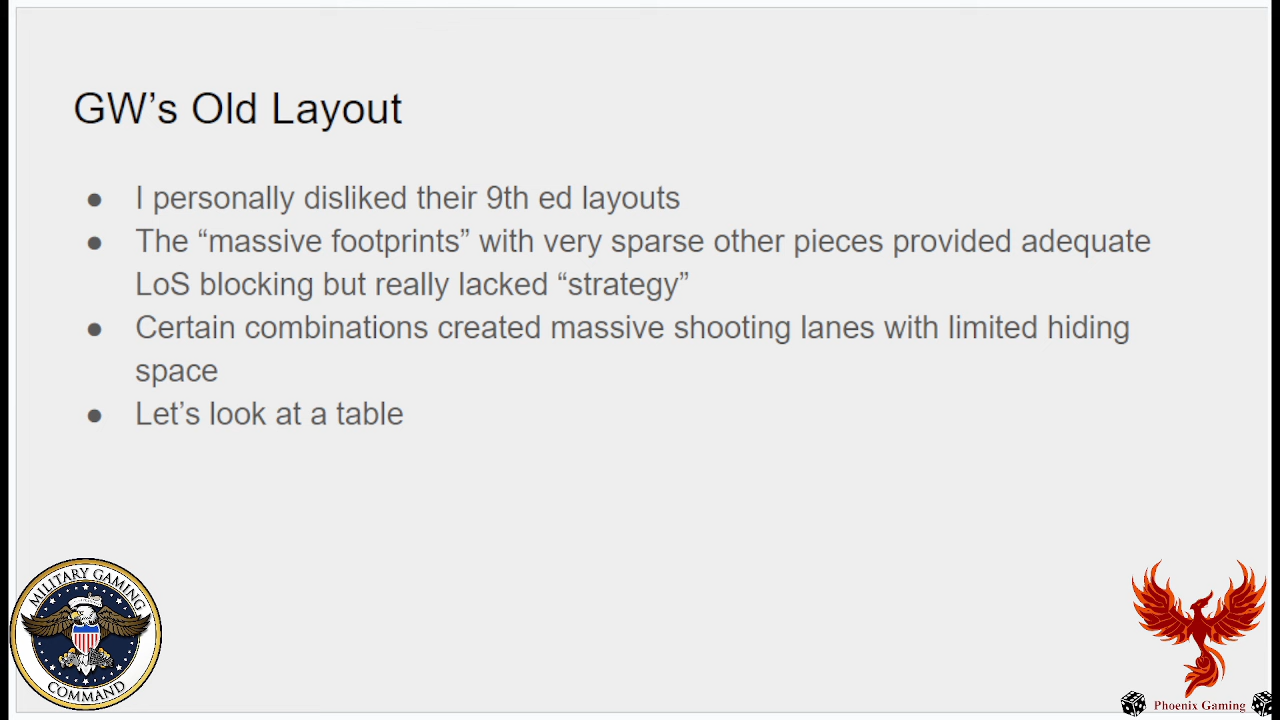 GW’s Old Layout
● I personally disliked their 9th ed layouts
● The “massive footprints” with very sparse other pieces provided adequate
LoS blocking but really lacked “strategy”
● Certain combinations created massive shooting lanes with limited hiding
space
● Let’s look at a table
MILITARY GAMING
COMMAND
Phoenix Gaming